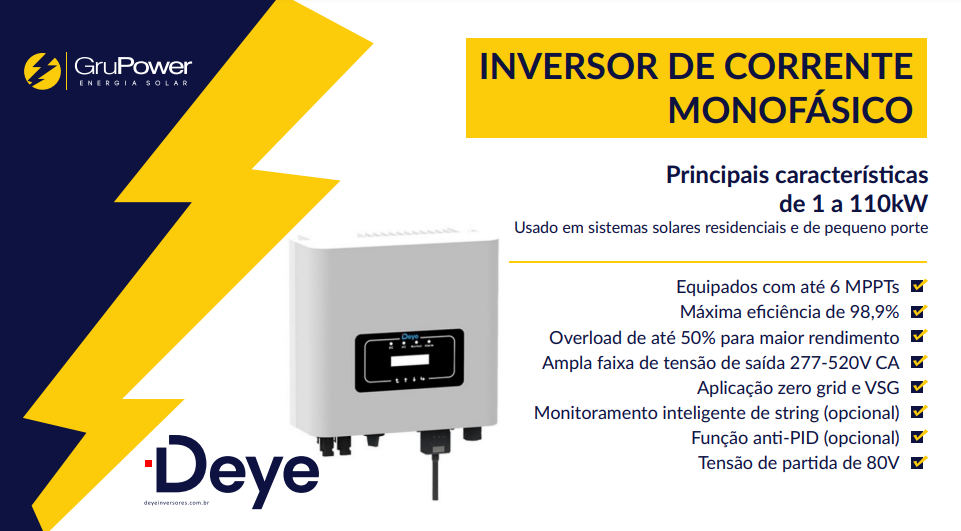 GruPower
ENERGIA SOLAR
INVERSOR DE CORRENTE
MONOFÁSICO
Principais características
de 1 a 110kW
Usado em sistemas solares residenciais e de pequeno porte
Equipados com até 6 MPPTs
Máxima eficiência de 98,9%
Overload de até 50% para maior rendimento
Ampla faixa de tensão de saída 277-520V CA
Aplicação zero grid e VSG
Monitoramento inteligente de string (opcional)
Função anti-PID (opcional)
Tensão de partida de 80V
Deye
Deye
deyeinversores.com.br